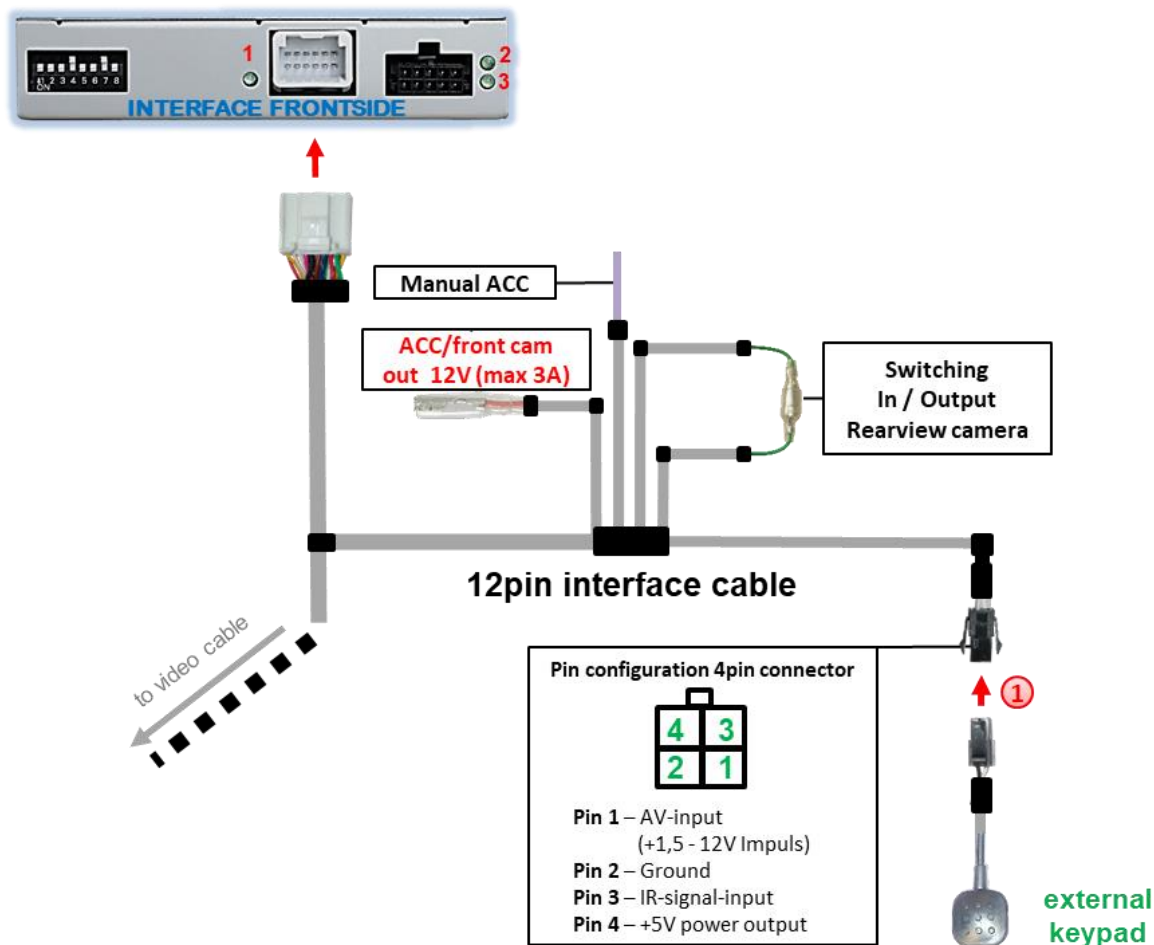 1
2
3
1 2 3 4 5 6 7 8
ON
INTERFACE FRONTSIDE
Manual ACC
ACC/front cam
out 12V (max 3A)
Switching
In / Output
Rearview camera
12pin interface cable
to video cable
Pin configuration 4pin connector
4 3
2 1
Pin 1 – AV-input
(+1,5 - 12V Impuls)
Pin 2 – Ground
Pin 3 – IR-signal-input
Pin 4 – +5V power output
1
external
keypad